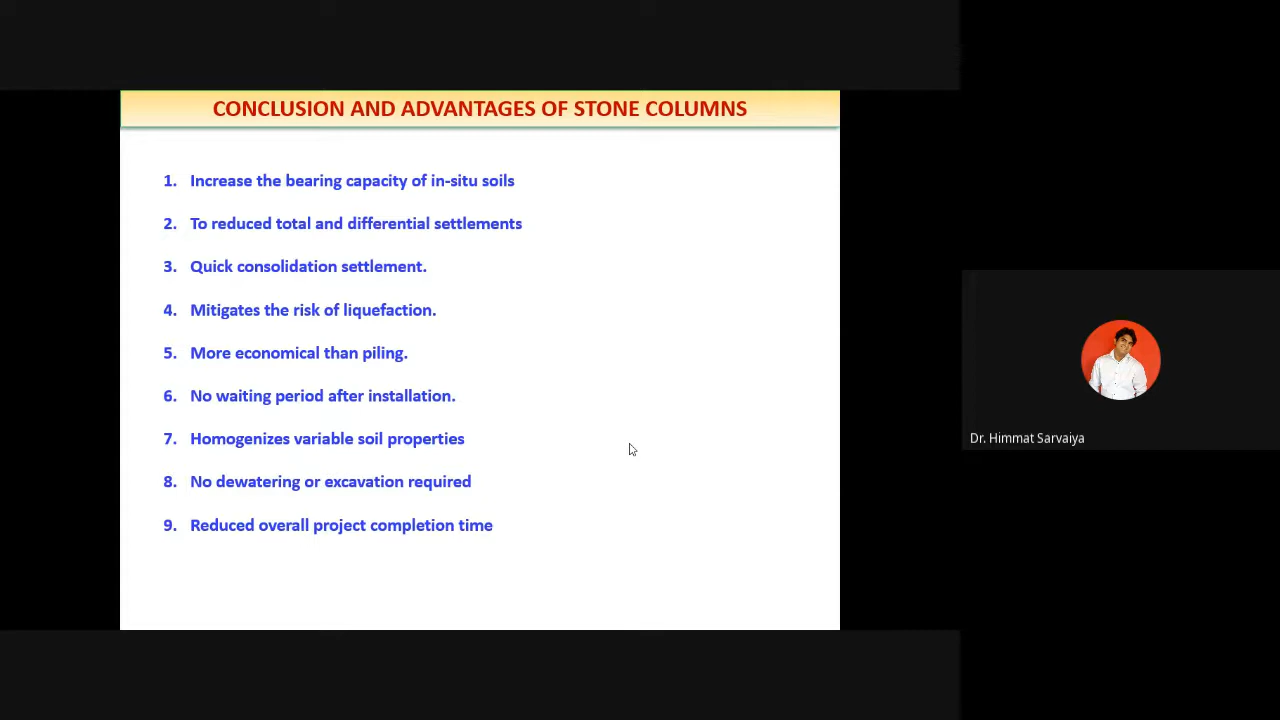 CONCLUSION AND ADVANTAGES OF STONE COLUMNS
1. Increase the bearing capacity of in-situ soils
2. To reduced total and differential settlements
3. Quick consolidation settlement.
4. Mitigates the risk of liquefaction.
5. More economical than piling.
6. No waiting period after installation.
7. Homogenizes variable soil properties
8. No dewatering or excavation required
9. Reduced overall project completion time
Dr. Himmat Sarvaiya